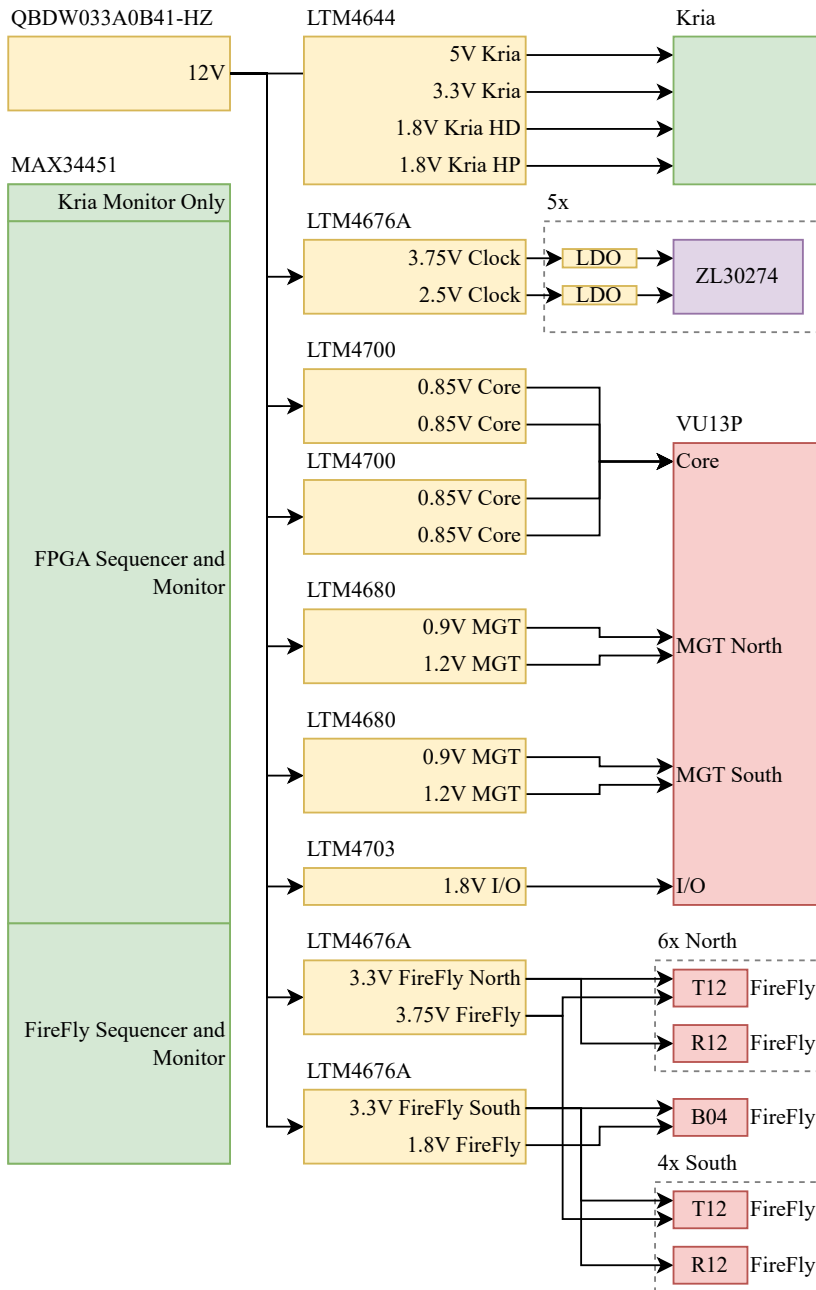 QBDW033A0B41-HZ
12V
MAX34451
Kria Monitor Only
FPGA Sequencer and
Monitor
FireFly Sequencer and
Monitor
LTM4644
5V Kria
3.3V Kria
1.8V Kria HD
1.8V Kria HP
Kria
LTM4676A
3.75V Clock
2.5V Clock
5x
LDO
LDO
ZL30274
LTM4700
0.85V Core
0.85V Core
LTM4700
0.85V Core
0.85V Core
LTM4680
0.9V MGT
1.2V MGT
LTM4680
0.9V MGT
1.2V MGT
LTM4703
1.8V I/O
VU13P
Core
MGT North
MGT South
I/O
LTM4676A
3.3V FireFly North
3.75V FireFly
LTM4676A
3.3V FireFly South
1.8V FireFly
6x North
T12 FireFly
R12 FireFly
B04 FireFly
4x South
T12 FireFly
R12 FireFly